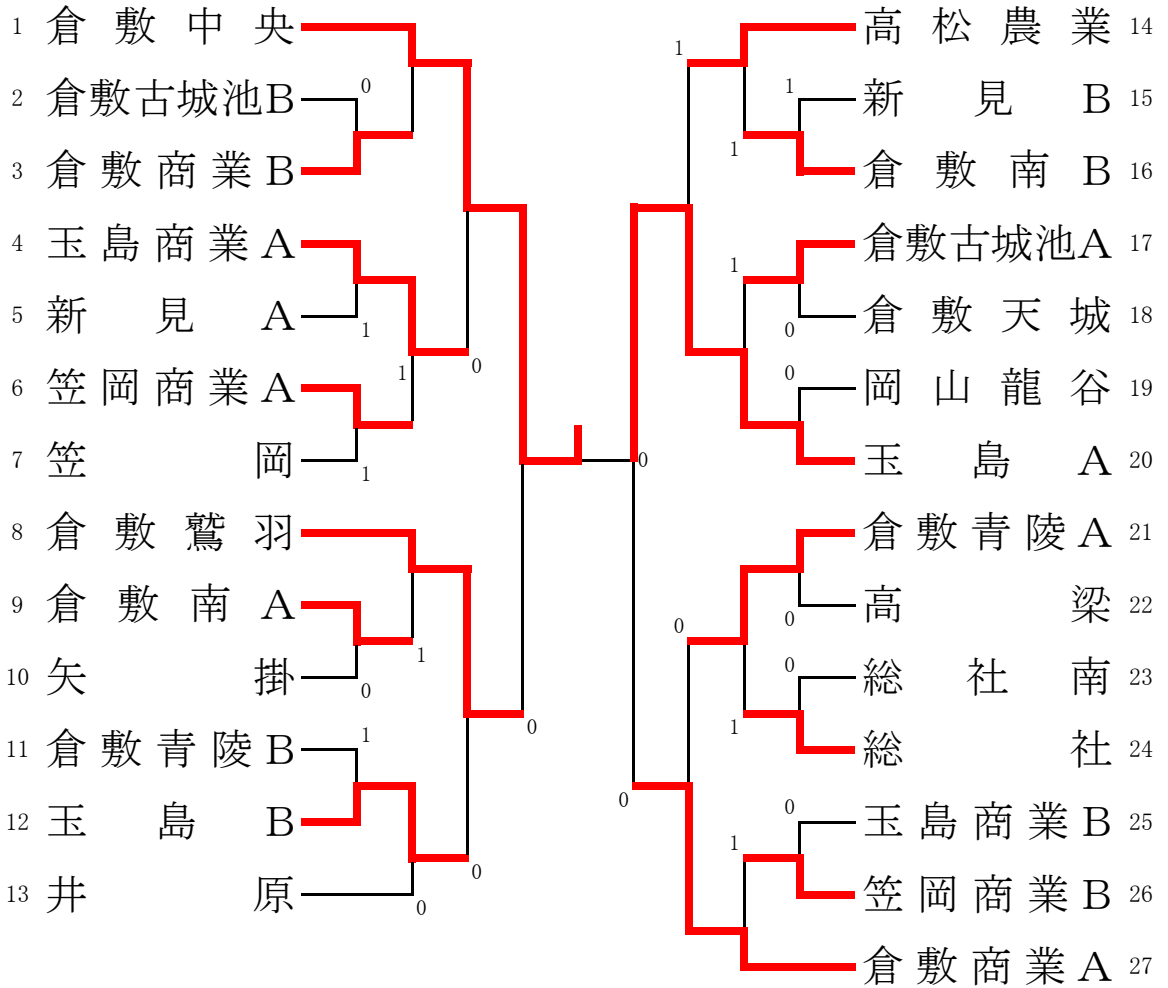 1 倉敷中央
0
2 倉敷古城池B
3 倉敷商業B
4 玉島商業A
5 新見A
1
0
6 笠岡商業A
1
7 笠岡
1
8 倉敷鷲羽
9 倉敷南A
1
10 矢掛
0
11 倉敷青陵B
1
0
12 玉島B
13 井原
0
0
高松農業 14
1
1
新見B 15
1
倉敷南B 16
倉敷古城池A 17
1
倉敷天城 18
0
0
岡山龍谷 19
玉島A 20
0
倉敷青陵A 21
高梁 22
0
0
0
総社南 23
1
総社 24
0
0
玉島商業B 25
1
笠岡商業B 26
倉敷商業A 27